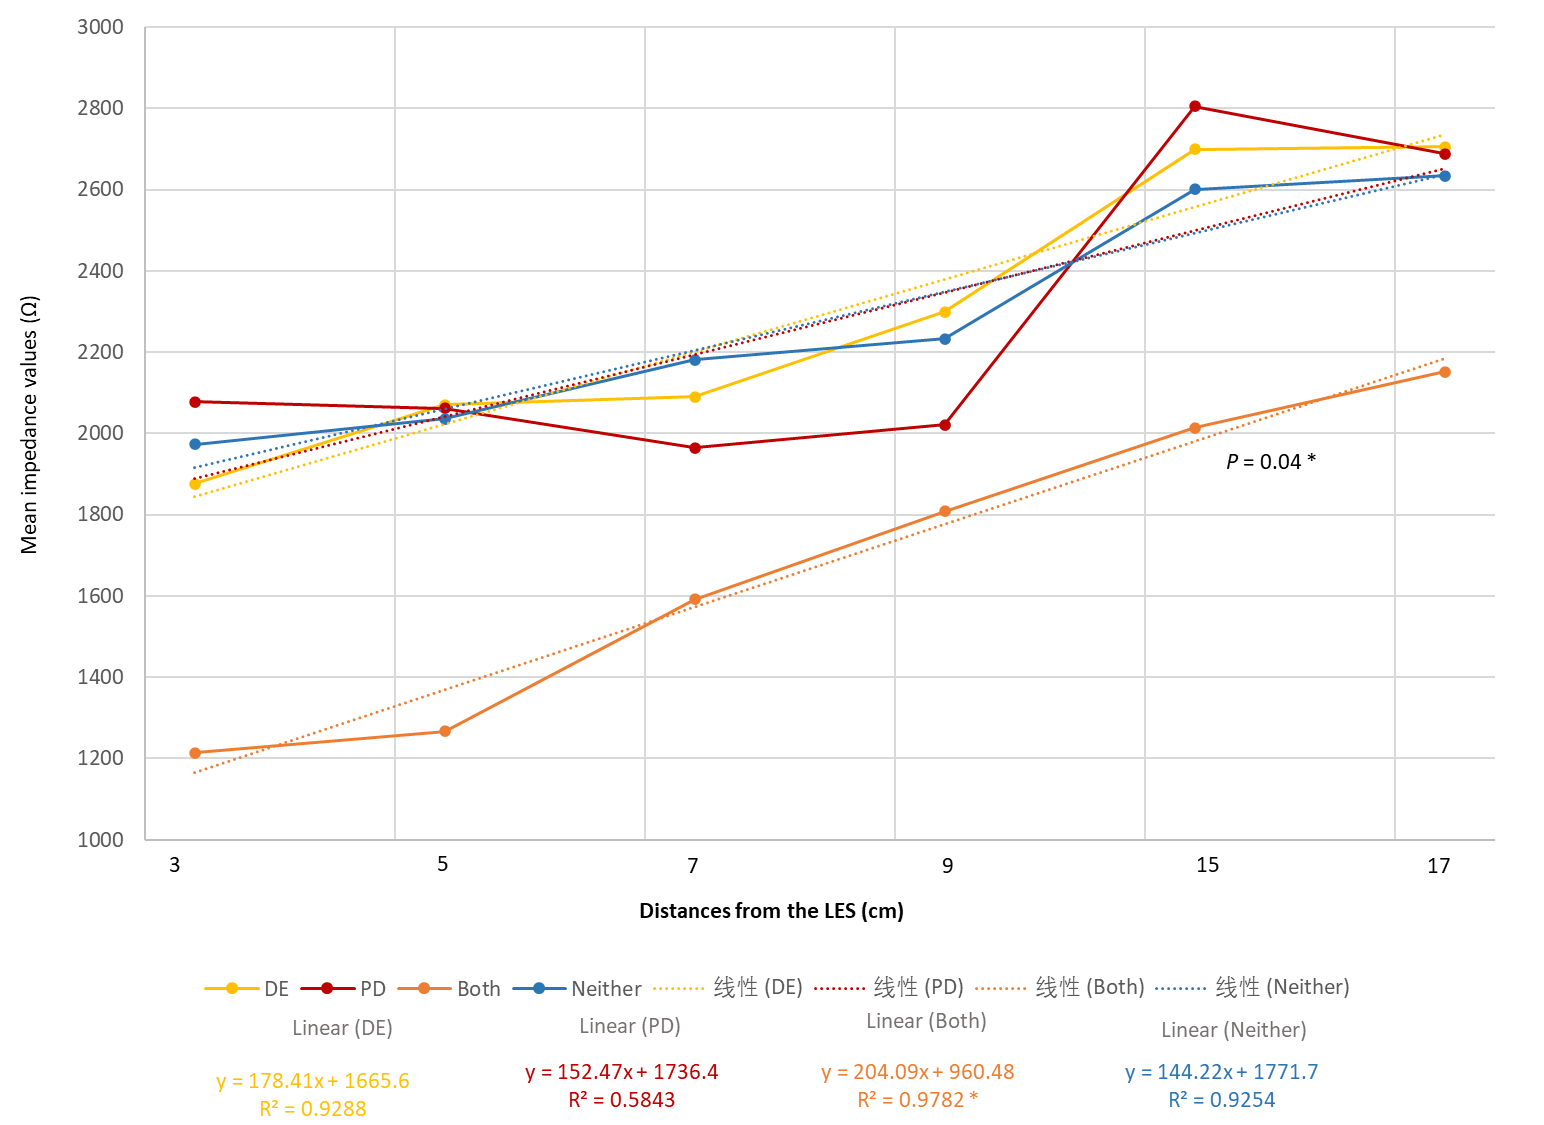 3000
2800
2600
2400
2200
2000
1800
1600
1400
1200
1000
Mean impedance values (Ω)
P = 0.04 *
3 5 7 9 15 17
Distances from the LES (cm)
DE PD Both Neither 线性 (DE) 线性 (PD) 线性 (Both) 线性 (Neither)
Linear (DE) Linear (PD) Linear (Both) Linear (Neither)
y = 178.41x + 1665.6 y = 152.47x + 1736.4 y = 204.09x + 960.48 y = 144.22x + 1771.7
R² = 0.9288 R² = 0.5843 R² = 0.9782 * R² = 0.9254